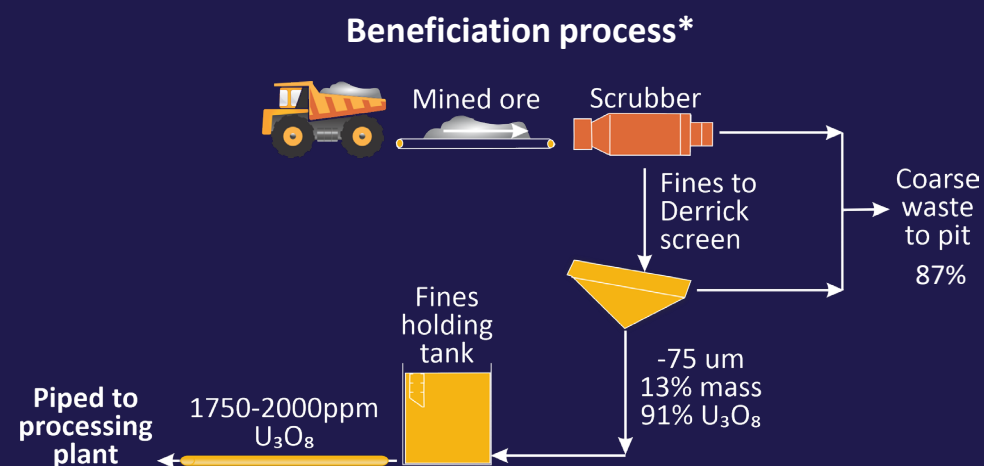 Beneficiation process*
Mined ore
Scrubber
Fines to
Derrick
screen
Coarse
waste
to pit
87%
Fines
holding
tank
-75 um
13% mass
91% U₃O₈
1750-2000ppm
U₃O₈
Piped to
processing
plant